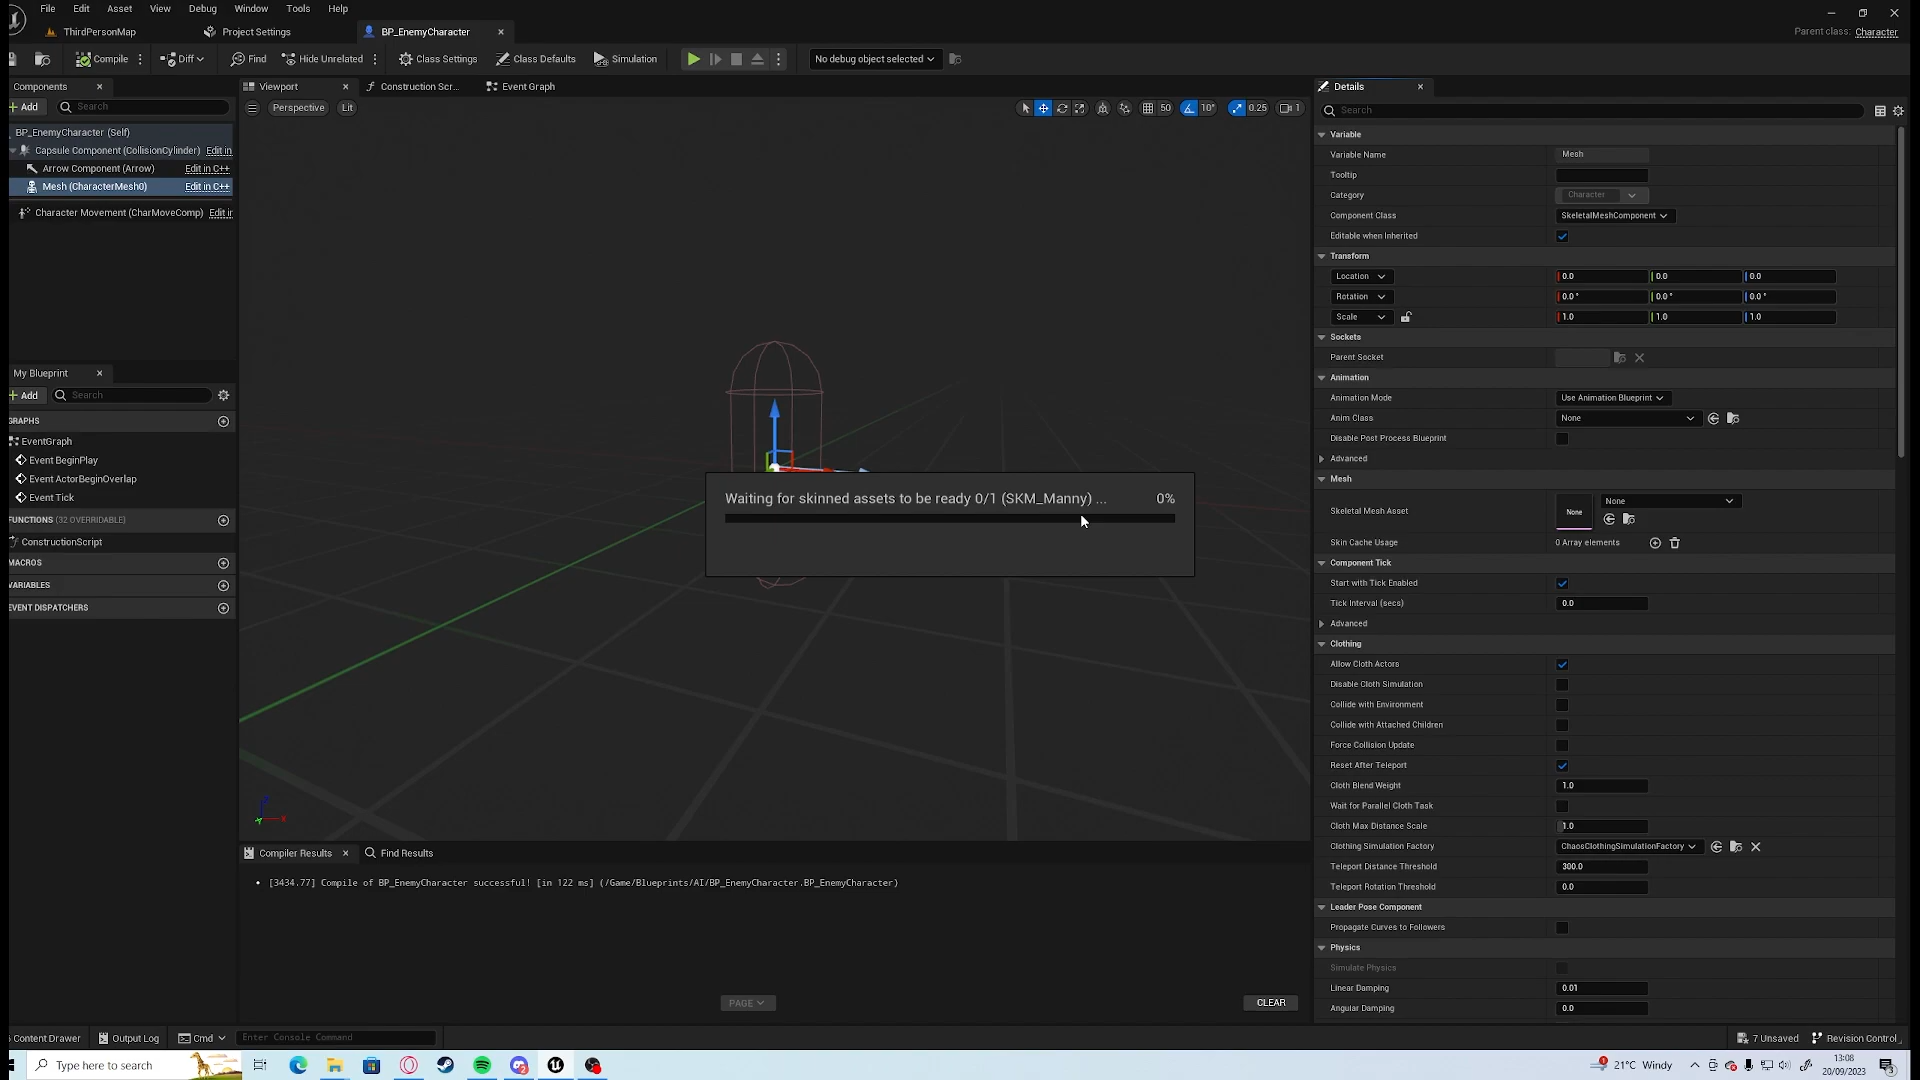 File Edit Asset View Debug Window Tools Help
ThirdPersonMap Project Settings BP_EnemyCharacter
Parent class: Character
Compile Diff Find Hide Unrelated Class Settings Class Defaults Simulation No debug object selected
Components
Add Search
BP_EnemyCharacter (Self)
Capsule Component (CollisionCylinder) Edit in
Arrow Component (Arrow) Edit in C++
Mesh (CharacterMesh0) Edit in C++
Character Movement (CharMoveComp) Edit in
My Blueprint
Add Search
GRAPHS
EventGraph
Event BeginPlay
Event ActorBeginOverlap
Event Tick
FUNCTIONS (32 OVERRIDABLE)
ConstructionScript
MACROS
VARIABLES
EVENT DISPATCHERS
Viewport Construction Scr... Event Graph
Perspective Lit 50 10° 0.25 1
Waiting for skinned assets to be ready 0/1 (SKM_Manny) ... 0%
Z
Y X
Compiler Results Find Results
• [3434.77] Compile of BP_EnemyCharacter successful! [in 122 ms] (/Game/Blueprints/AI/BP_EnemyCharacter.BP_EnemyCharacter)
PAGE CLEAR
Details
Search
Variable
Variable Name Mesh
Tooltip
Category Character
Component Class SkeletalMeshComponent
Editable when Inherited
Transform
Location 0.0 0.0 0.0
Rotation 0.0° 0.0° 0.0°
Scale 1.0 1.0 1.0
Sockets
Parent Socket
Animation
Animation Mode Use Animation Blueprint
Anim Class None
Disable Post Process Blueprint
Advanced
Mesh
Skeletal Mesh Asset None None
Skin Cache Usage 0 Array elements
Component Tick
Start with Tick Enabled
Tick Interval (secs) 0.0
Advanced
Clothing
Allow Cloth Actors
Disable Cloth Simulation
Collide with Environment
Collide with Attached Children
Force Collision Update
Reset After Teleport
Cloth Blend Weight 1.0
Wait for Parallel Cloth Task
Cloth Max Distance Scale 1.0
Clothing Simulation Factory ChaosClothingSimulationFactory
Teleport Distance Threshold 300.0
Teleport Rotation Threshold 0.0
Leader Pose Component
Propagate Curves to Followers
Physics
Simulate Physics
Linear Damping 0.01
Angular Damping 0.0
Content Drawer Output Log Cmd Enter Console Command 7 Unsaved Revision Control
Type here to search 21°C Windy 13:08
20/09/2023